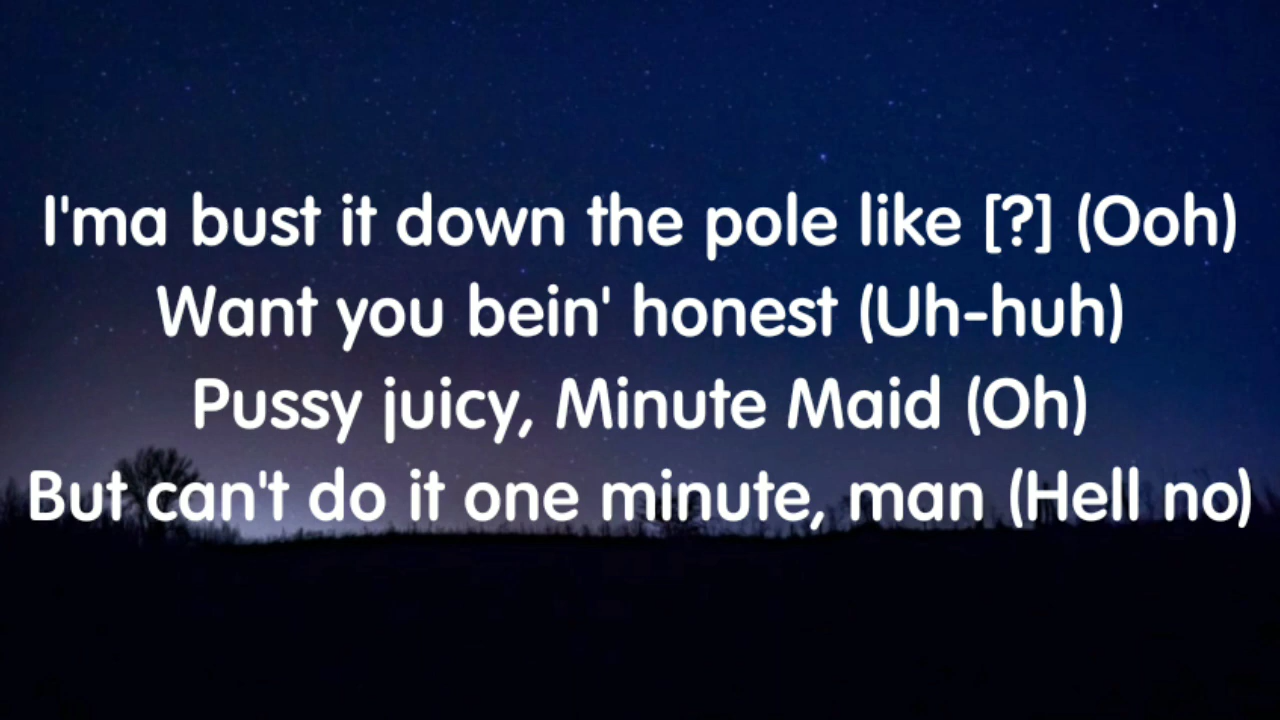 I'ma bust it down the pole like [?] (Ooh)
Want you bein' honest (Uh-huh)
Pussy juicy, Minute Maid (Oh)
But can't do it one minute, man (Hell no)